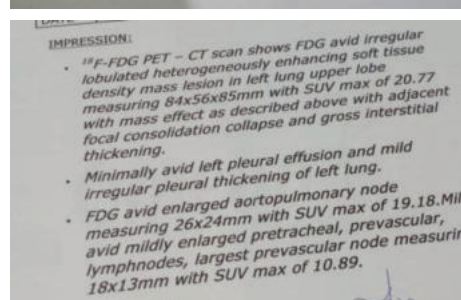 IMPRESSION:
• ¹⁸F-FDG PET – CT scan shows FDG avid irregular
lobulated heterogeneously enhancing soft tissue
density mass lesion in left lung upper lobe
measuring 84x56x85mm with SUV max of 20.77
with mass effect as described above with adjacent
focal consolidation collapse and gross interstitial
thickening.
• Minimally avid left pleural effusion and mild
irregular pleural thickening of left lung.
• FDG avid enlarged aortopulmonary node
measuring 26x24mm with SUV max of 19.18.Mil
avid mildly enlarged pretracheal, prevascular,
lymphnodes, largest prevascular node measurin
18x13mm with SUV max of 10.89.